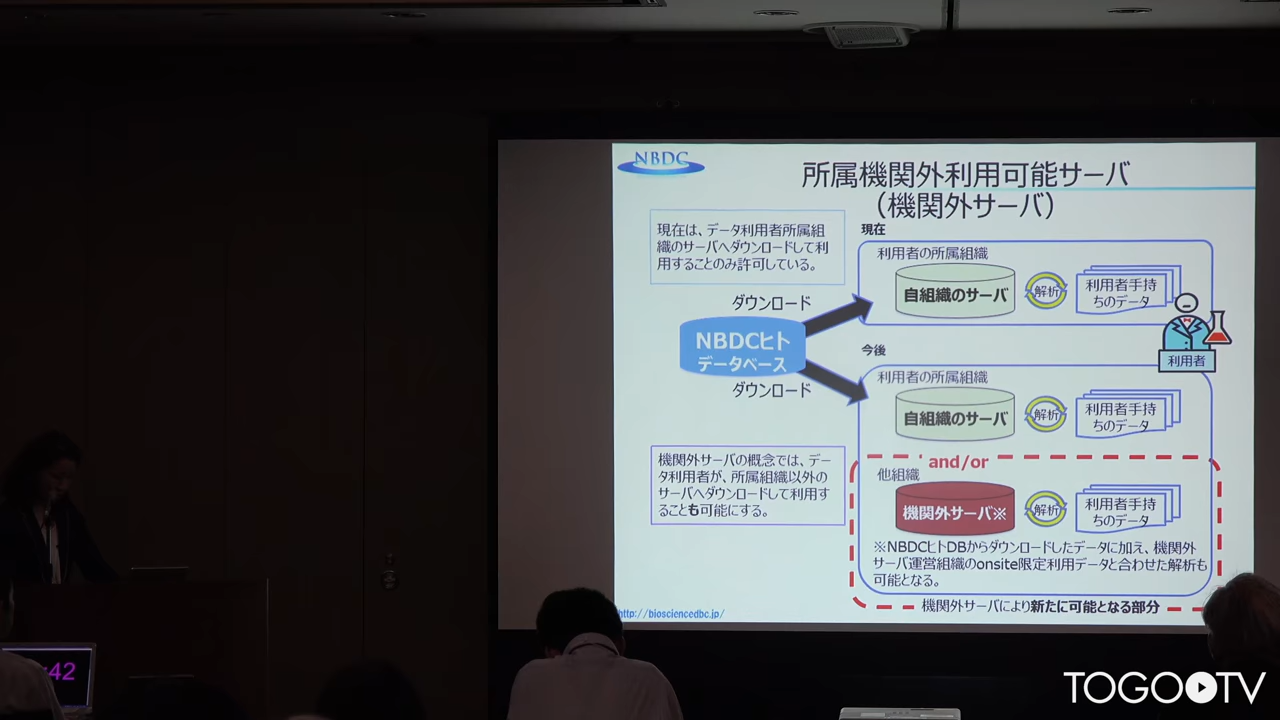 NBDC
所属機関外利用可能サーバ
（機関外サーバ）
現在は、データ利用者所属組
織のサーバへダウンロードして利
用することのみ許可している。
現在
利用者の所属組織
自組織のサーバ
解析
利用者手持
ちのデータ
ダウンロード
NBDCヒト
データベース
ダウンロード
利用者
今後
利用者の所属組織
自組織のサーバ
解析
利用者手持
ちのデータ
機関外サーバの概念では、デー
タ利用者が、所属組織以外の
サーバへダウンロードして利用す
ることも可能にする。
and/or
他組織
機関外サーバ※
解析
利用者手持
ちのデータ
※NBDCヒトDBからダウンロードしたデータに加え、機関外
サーバ運営組織のonsite限定利用データと合わせた解析も
可能となる。
機関外サーバにより新たに可能となる部分
http://biosciencedbc.jp/
:42
TOGOTV